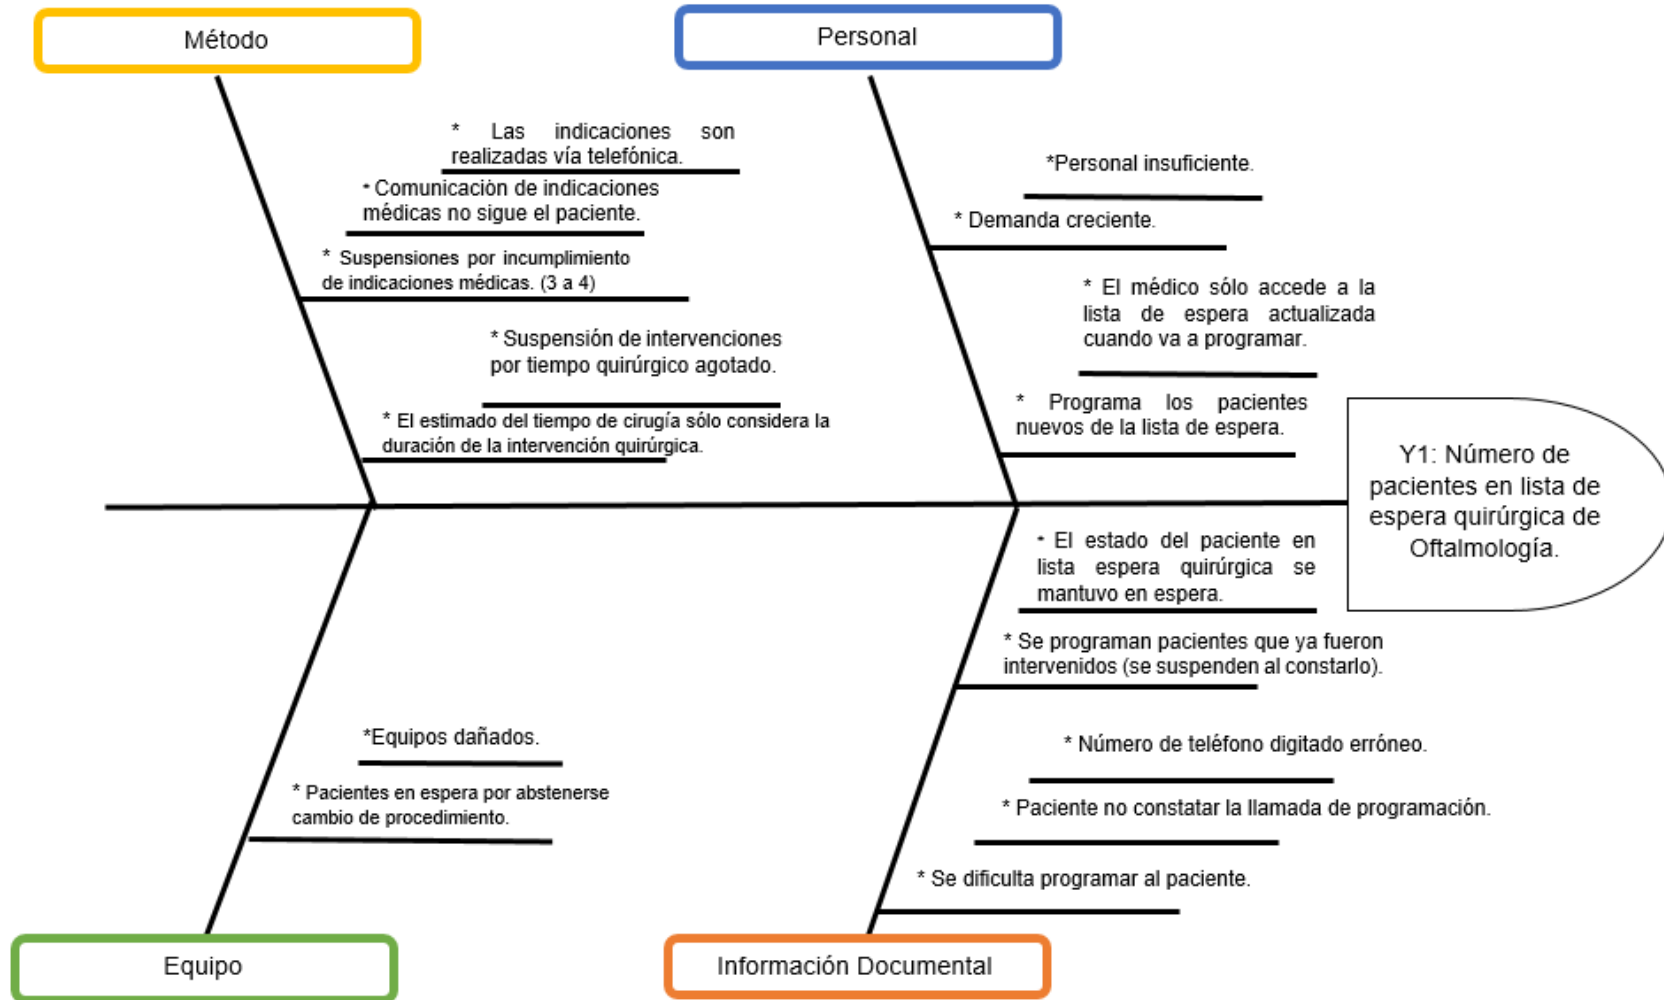 Método
Personal
* Las indicaciones son
realizadas vía telefónica.
* Comunicación de indicaciones
médicas no sigue el paciente.
* Suspensiones por incumplimiento
de indicaciones médicas. (3 a 4)
* Suspensión de intervenciones
por tiempo quirúrgico agotado.
* El estimado del tiempo de cirugía sólo considera la
duración de la intervención quirúrgica.
*Personal insuficiente.
* Demanda creciente.
* El médico sólo accede a la
lista de espera actualizada
cuando va a programar.
* Programa los pacientes
nuevos de la lista de espera.
Y1: Número de
pacientes en lista de
espera quirúrgica de
Oftalmología.
* El estado del paciente en
lista espera quirúrgica se
mantuvo en espera.
* Se programan pacientes que ya fueron
intervenidos (se suspenden al constarlo).
* Número de teléfono digitado erróneo.
* Paciente no constatar la llamada de programación.
* Se dificulta programar al paciente.
*Equipos dañados.
* Pacientes en espera por abstenerse
cambio de procedimiento.
Equipo
Información Documental